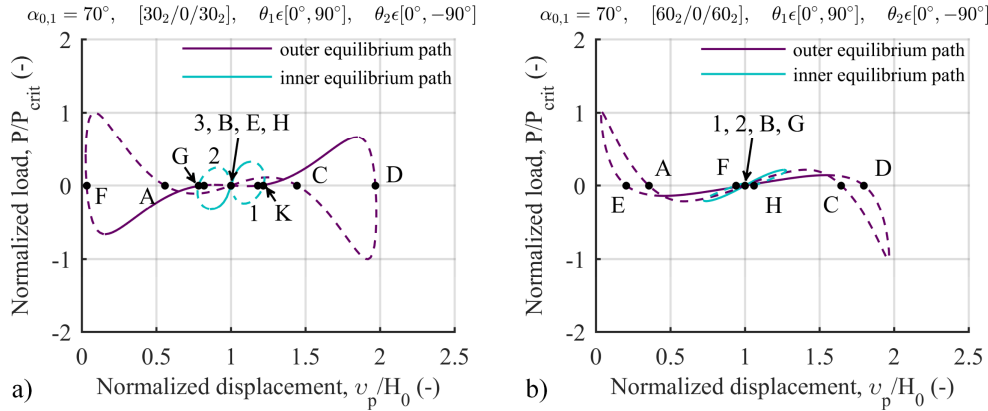 α₀,₁ = 70°, [30₂/0/30₂], θ₁ϵ[0°, 90°], θ₂ϵ[0°, −90°]
2
1
0
-1
-2
Normalized load, P/P_crit (-)
outer equilibrium path
inner equilibrium path
3, B, E, H
G
2
C
D
F
A
1
K
0
0.5
1
1.5
2
2.5
a)
Normalized displacement, υ_p/H₀ (-)
α₀,₁ = 70°, [60₂/0/60₂], θ₁ϵ[0°, 90°], θ₂ϵ[0°, −90°]
2
1
0
-1
-2
Normalized load, P/P_crit (-)
outer equilibrium path
inner equilibrium path
1, 2, B, G
A
F
D
E
H
C
0
0.5
1
1.5
2
2.5
b)
Normalized displacement, υ_p/H₀ (-)